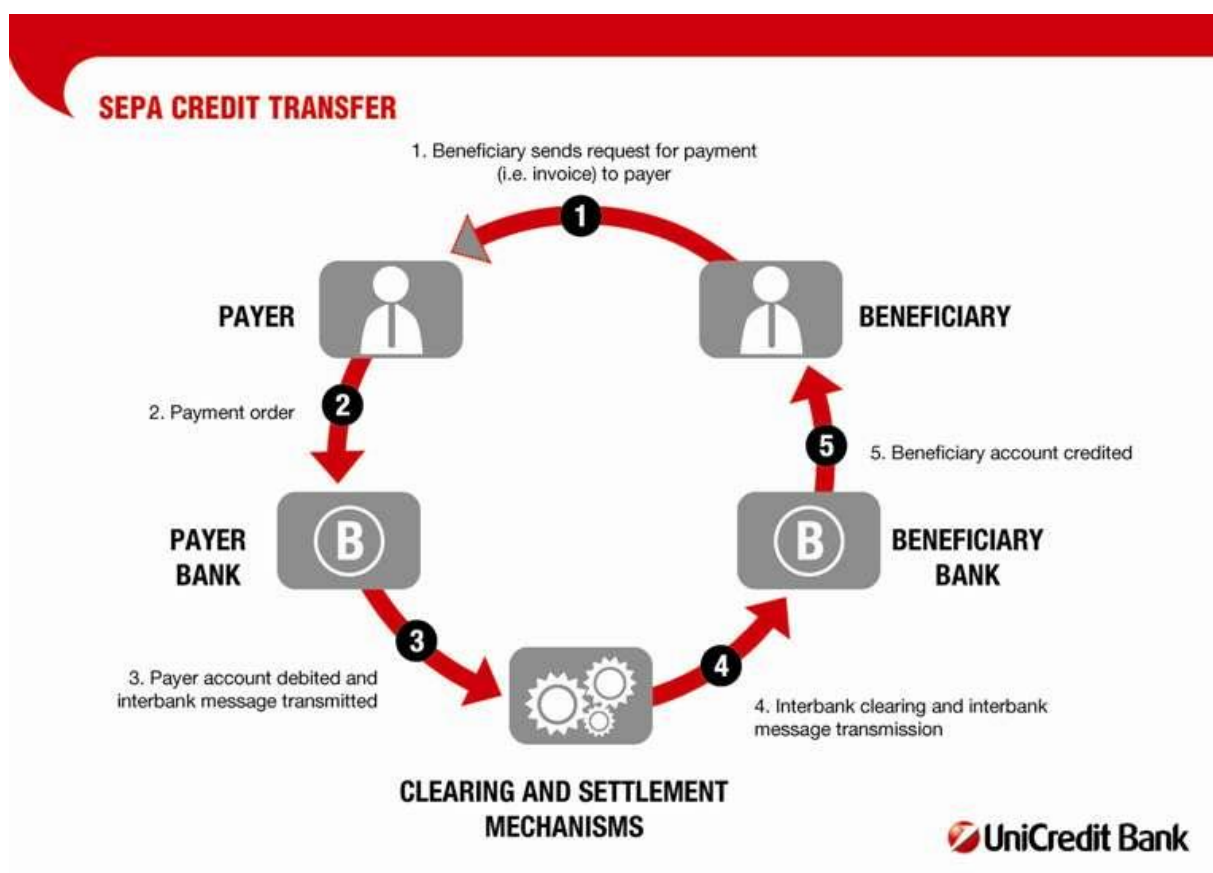 SEPA CREDIT TRANSFER
1. Beneficiary sends request for payment
(i.e. invoice) to payer
1
PAYER
BENEFICIARY
2. Payment order
2
5
5. Beneficiary account credited
PAYER
BANK
B
B
BENEFICIARY
BANK
3
4
3. Payer account debited and
interbank message transmitted
4. Interbank clearing and interbank
message transmission
CLEARING AND SETTLEMENT
MECHANISMS
UniCredit Bank